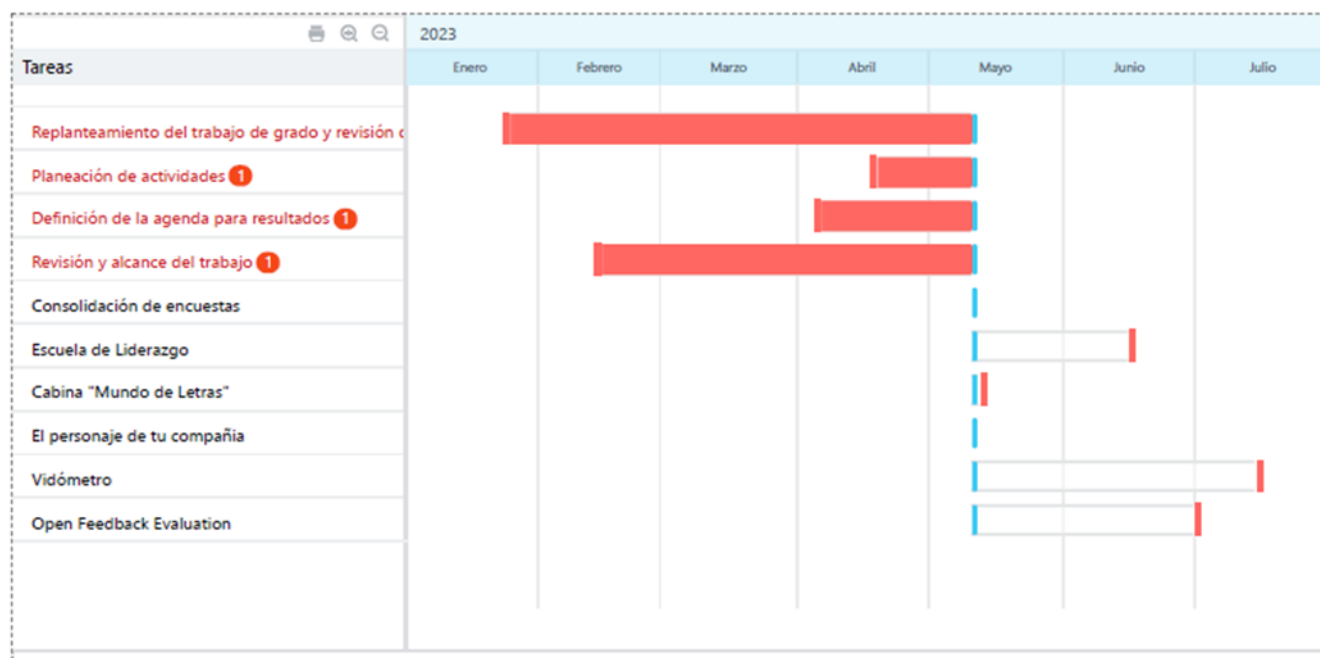 2023
Tareas
Enero Febrero Marzo Abril Mayo Junio Julio
Replanteamiento del trabajo de grado y revisión
Planeación de actividades 1
Definición de la agenda para resultados 1
Revisión y alcance del trabajo 1
Consolidación de encuestas
Escuela de Liderazgo
Cabina "Mundo de Letras"
El personaje de tu compañia
Vidómetro
Open Feedback Evaluation